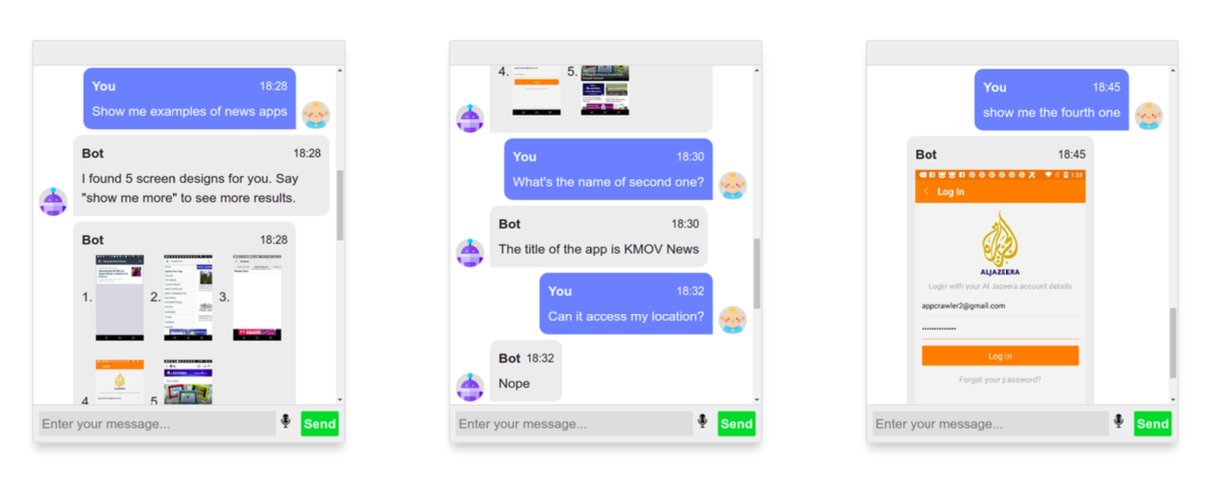 You 18:28
Show me examples of news apps
Bot 18:28
I found 5 screen designs for you. Say
"show me more" to see more results.
Bot 18:28
1. 2. 3.
4. 5.
Enter your message... Send
4. 5.
You 18:30
What's the name of second one?
Bot 18:30
The title of the app is KMOV News
You 18:32
Can it access my location?
Bot 18:32
Nope
Enter your message... Send
You 18:45
show me the fourth one
Bot 18:45
1:33
Log In
ALJAZEERA
Login with your Al Jazeera account details
appcrawler2@gmail.com
Log In
Forgot your password?
Enter your message... Send